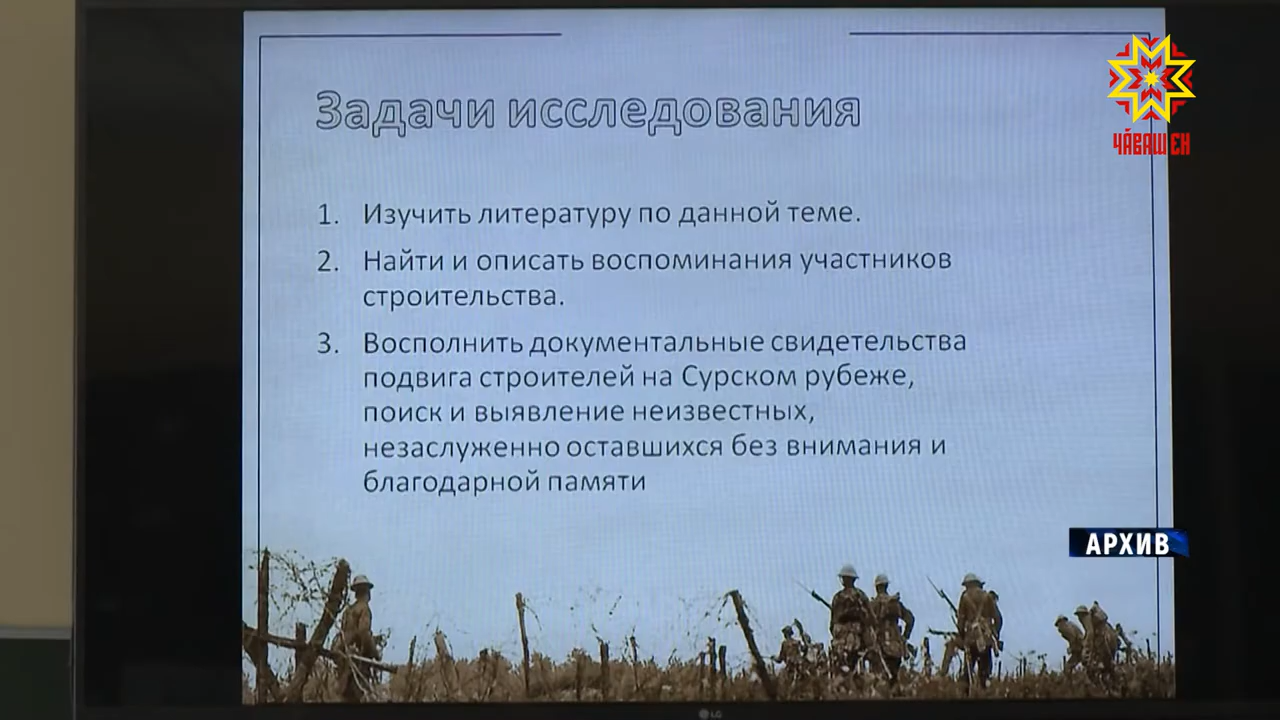 Задачи исследования
ЧӐВАШ ЕН
1. Изучить литературу по данной теме.
2. Найти и описать воспоминания участников
строительства.
3. Восполнить документальные свидетельства
подвига строителей на Сурском рубеже,
поиск и выявление неизвестных,
незаслуженно оставшихся без внимания и
благодарной памяти
АРХИВ
LG